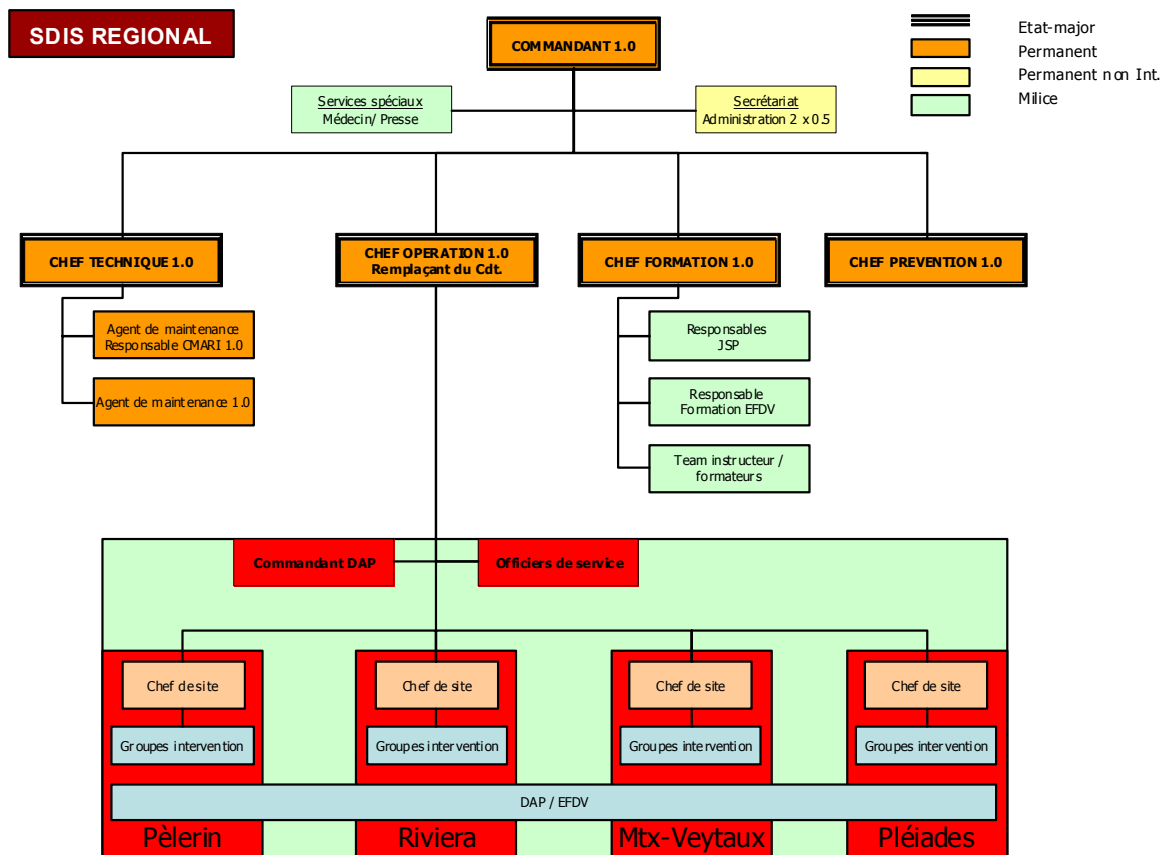 SDIS REGIONAL
COMMANDANT 1.0
Etat-major
Permanent
Permanent non Int.
Milice
Services spéciaux
Médecin/ Presse
Secrétariat
Administration 2 x 0.5
CHEF TECHNIQUE 1.0
CHEF OPERATION 1.0
Remplaçant du Cdt.
CHEF FORMATION 1.0
CHEF PREVENTION 1.0
Agent de maintenance
Responsable CMARI 1.0
Agent de maintenance 1.0
Responsables
JSP
Responsable
Formation EFDV
Team instructeur /
formateurs
Commandant DAP
Officiers de service
Chef de site
Chef de site
Chef de site
Chef de site
Groupes intervention
Groupes intervention
Groupes intervention
Groupes intervention
DAP / EFDV
Pèlerin
Riviera
Mtx-Veytaux
Pléiades